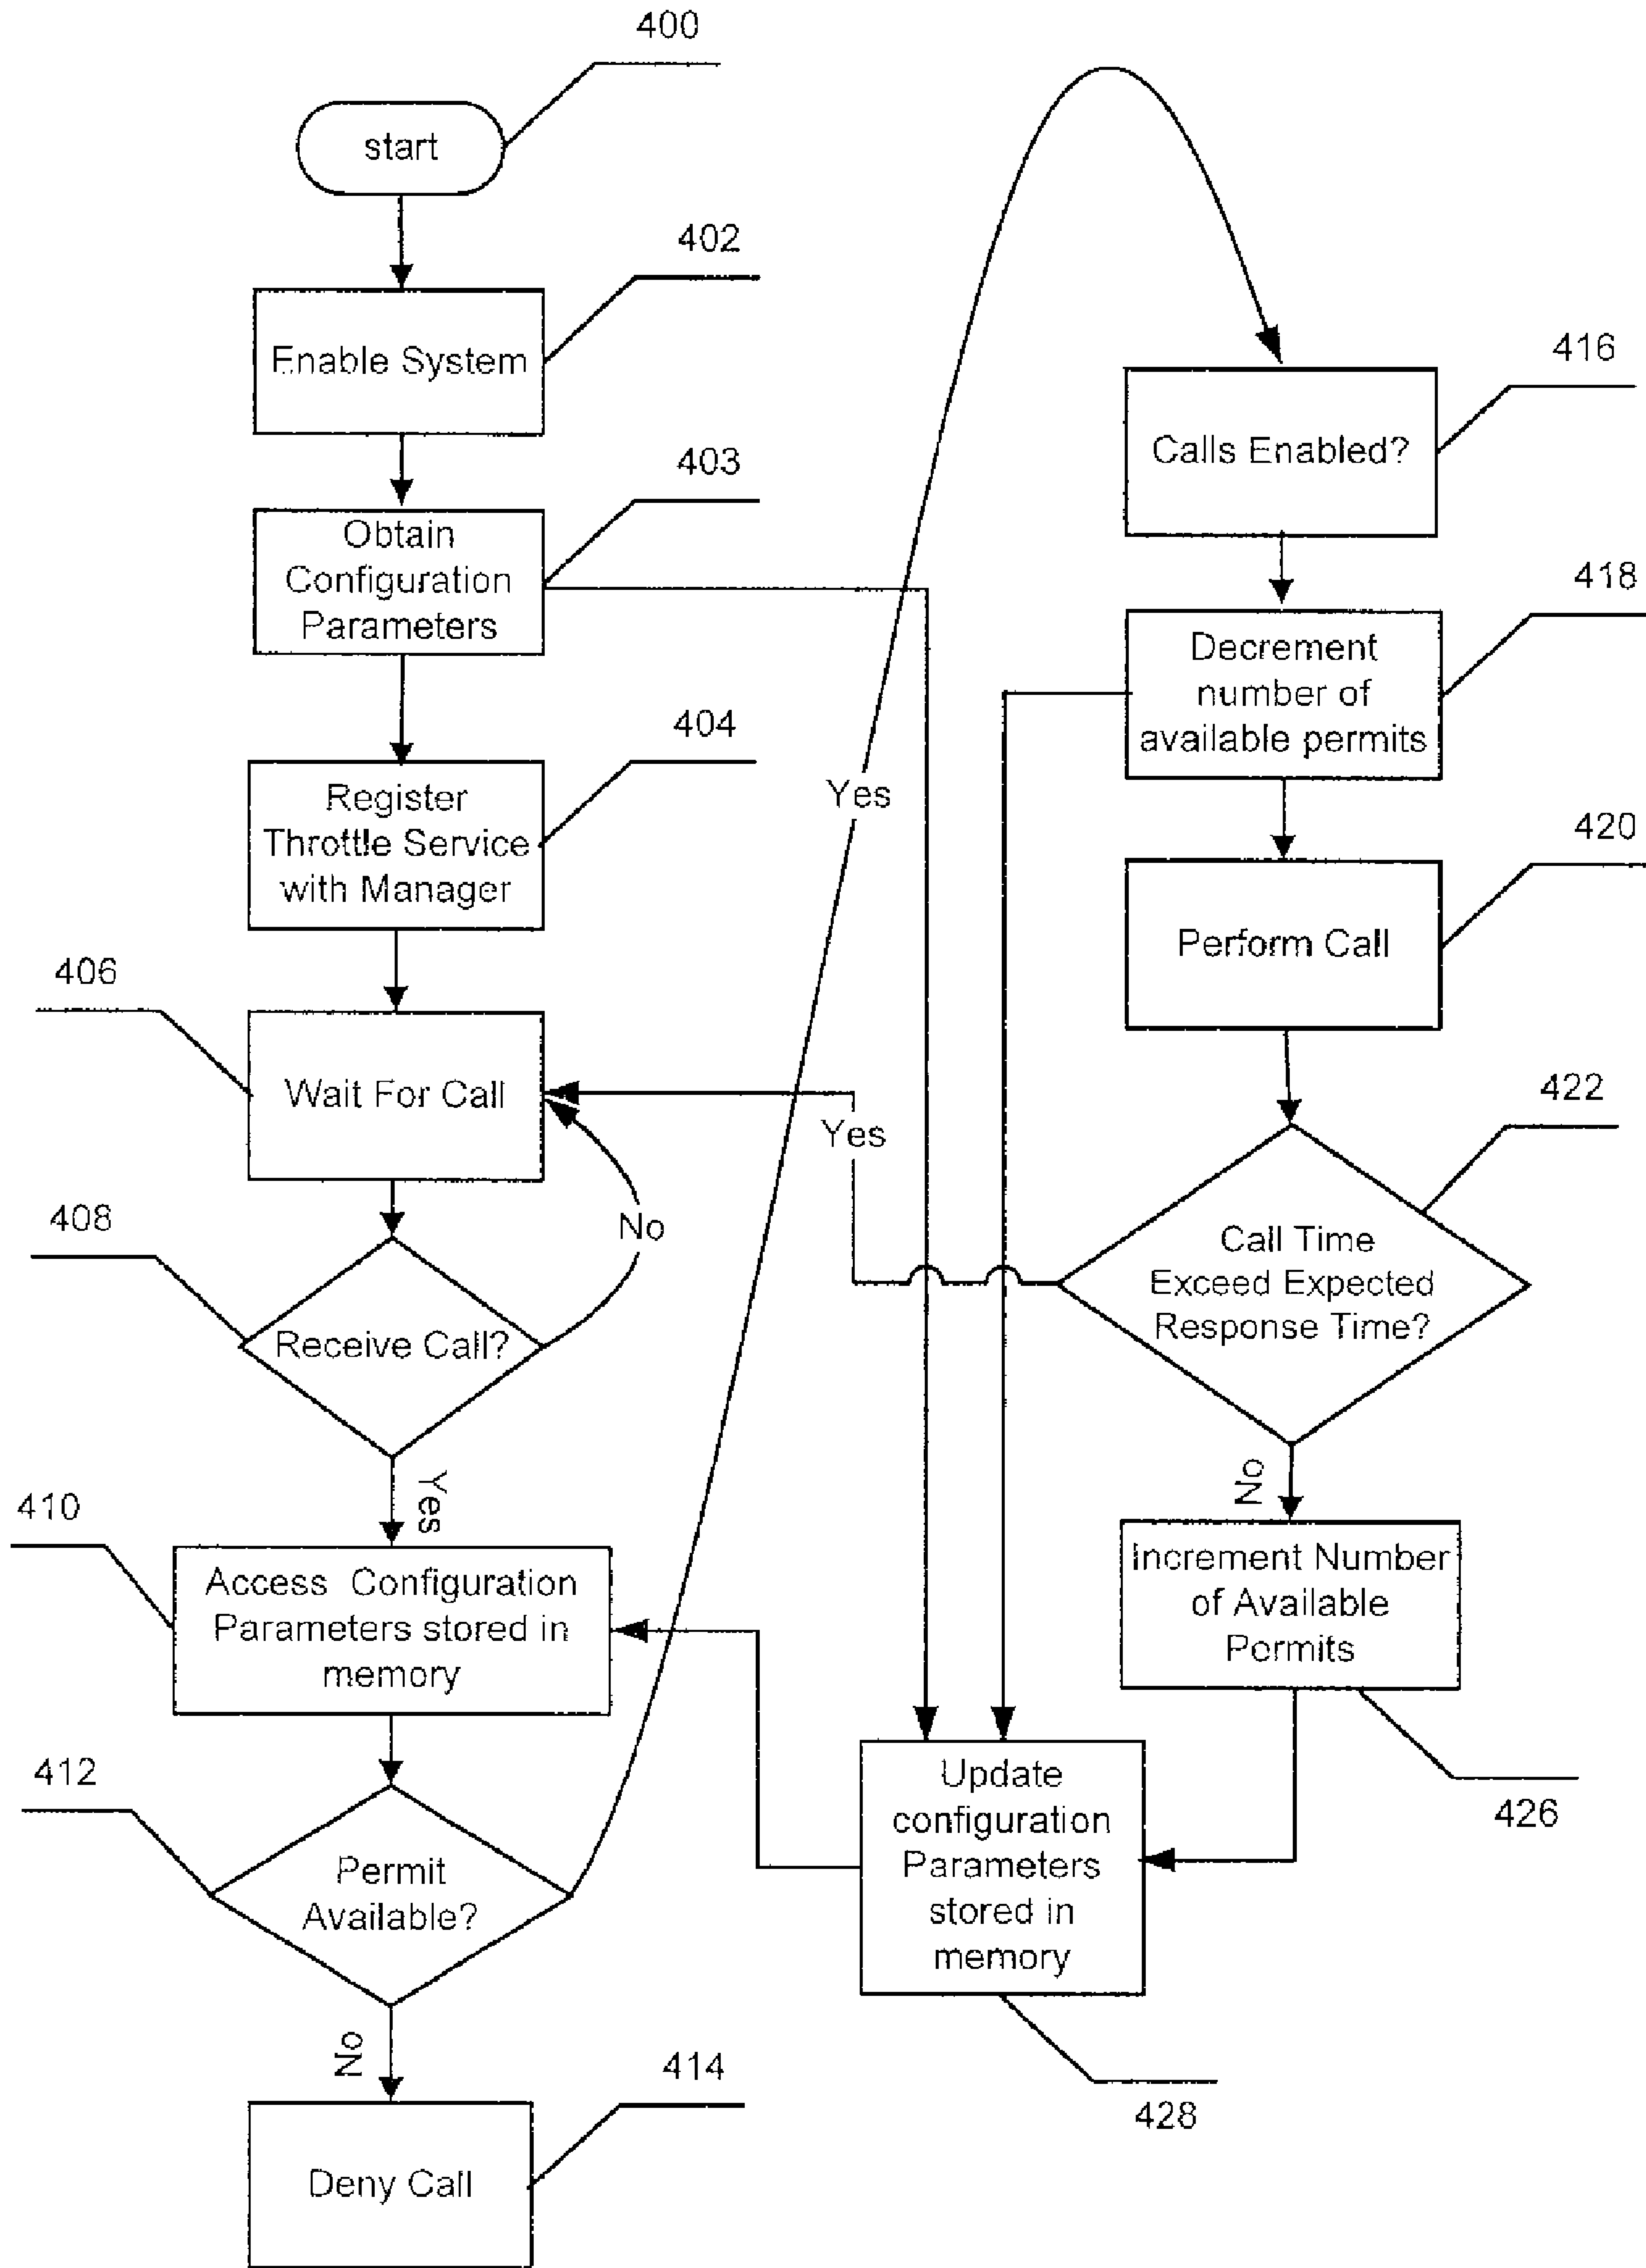 400
start
402
Enable System
403
Obtain
Configuration
Parameters
404
Register
Throttle Service
with Manager
406
Wait For Call
No
408
Receive Call?
Yes
410
Access Configuration
Parameters stored in
memory
412
Permit
Available?
No
414
Deny Call
Yes
416
Calls Enabled?
418
Decrement
number of
available permits
420
Perform Call
422
Call Time
Exceed Expected
Response Time?
Yes
No
Increment Number
of Available
Permits
426
Update
configuration
Parameters
stored in
memory
428